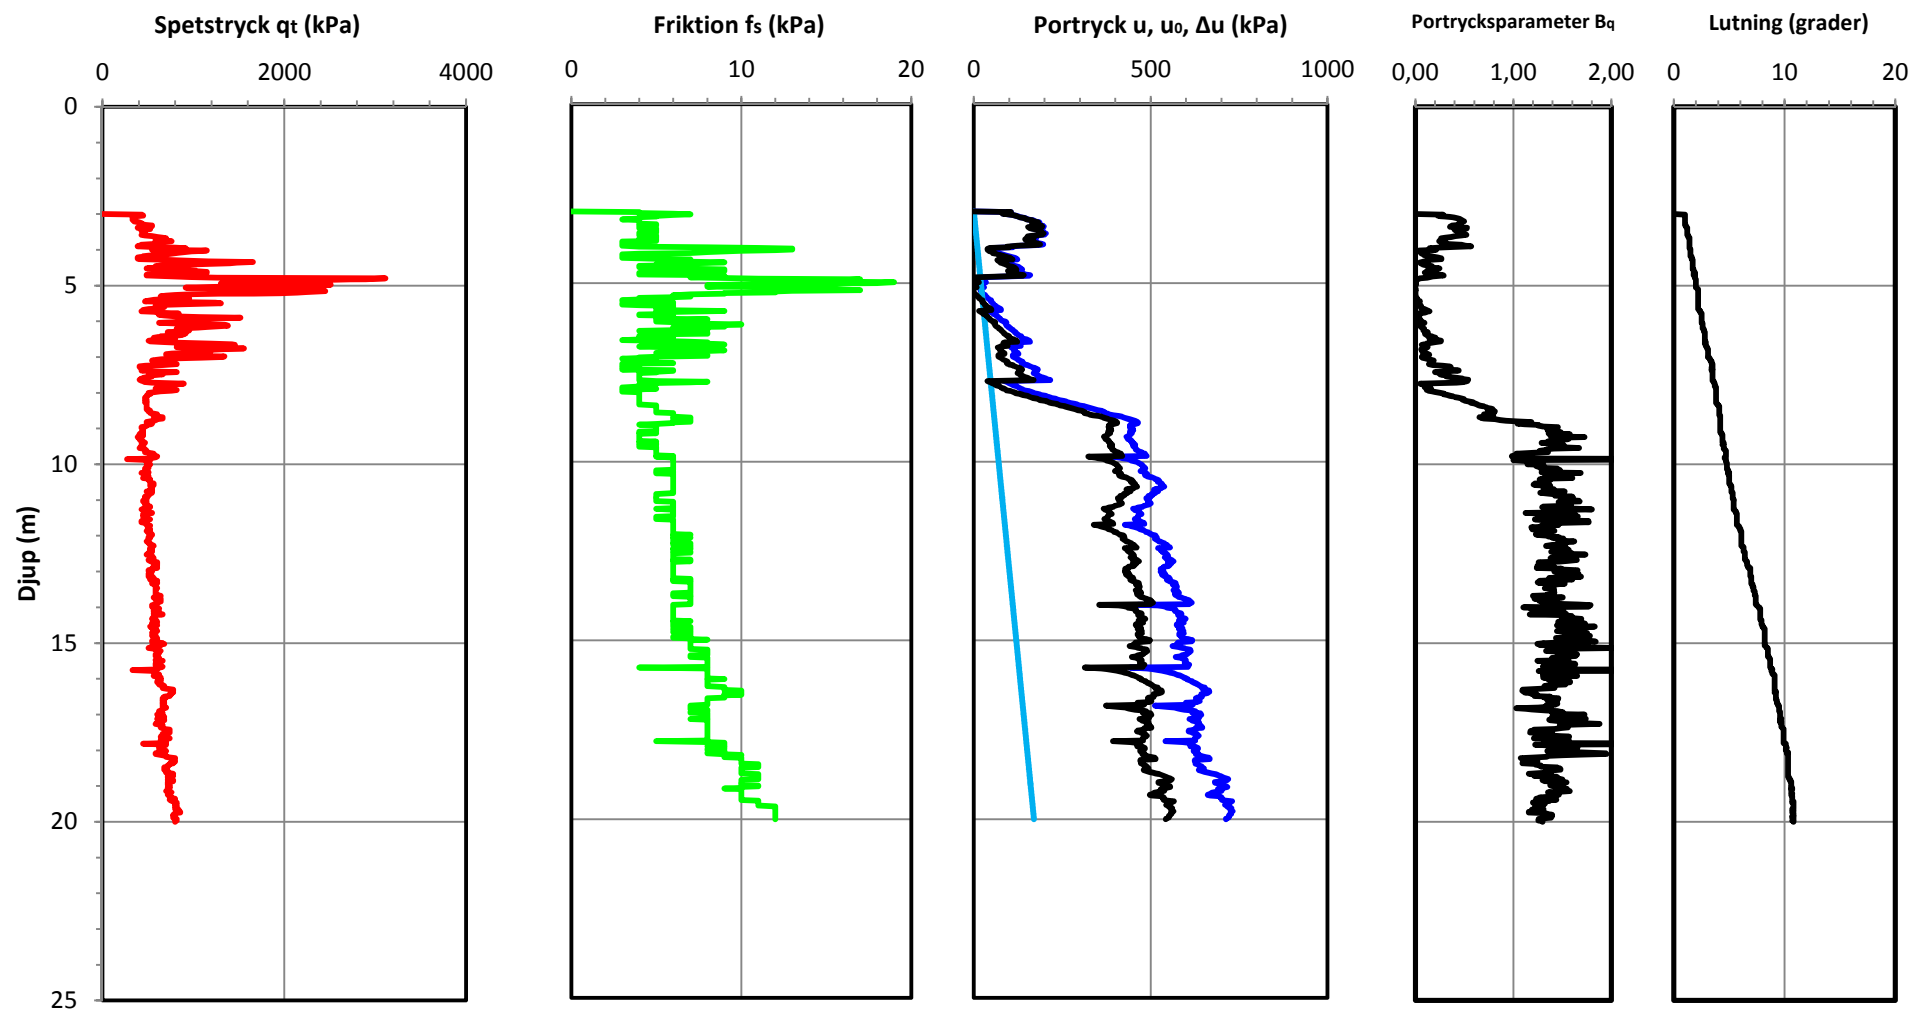 Spetstryck qt (kPa)
Friktion fs (kPa)
Portryck u, u₀, Δu (kPa)
Portrycksparameter Bq
Lutning (grader)
0 2000 4000
0 10 20
0 500 1000
0,00 1,00 2,00
0 10 20
0
5
10
15
20
25
Djup (m)